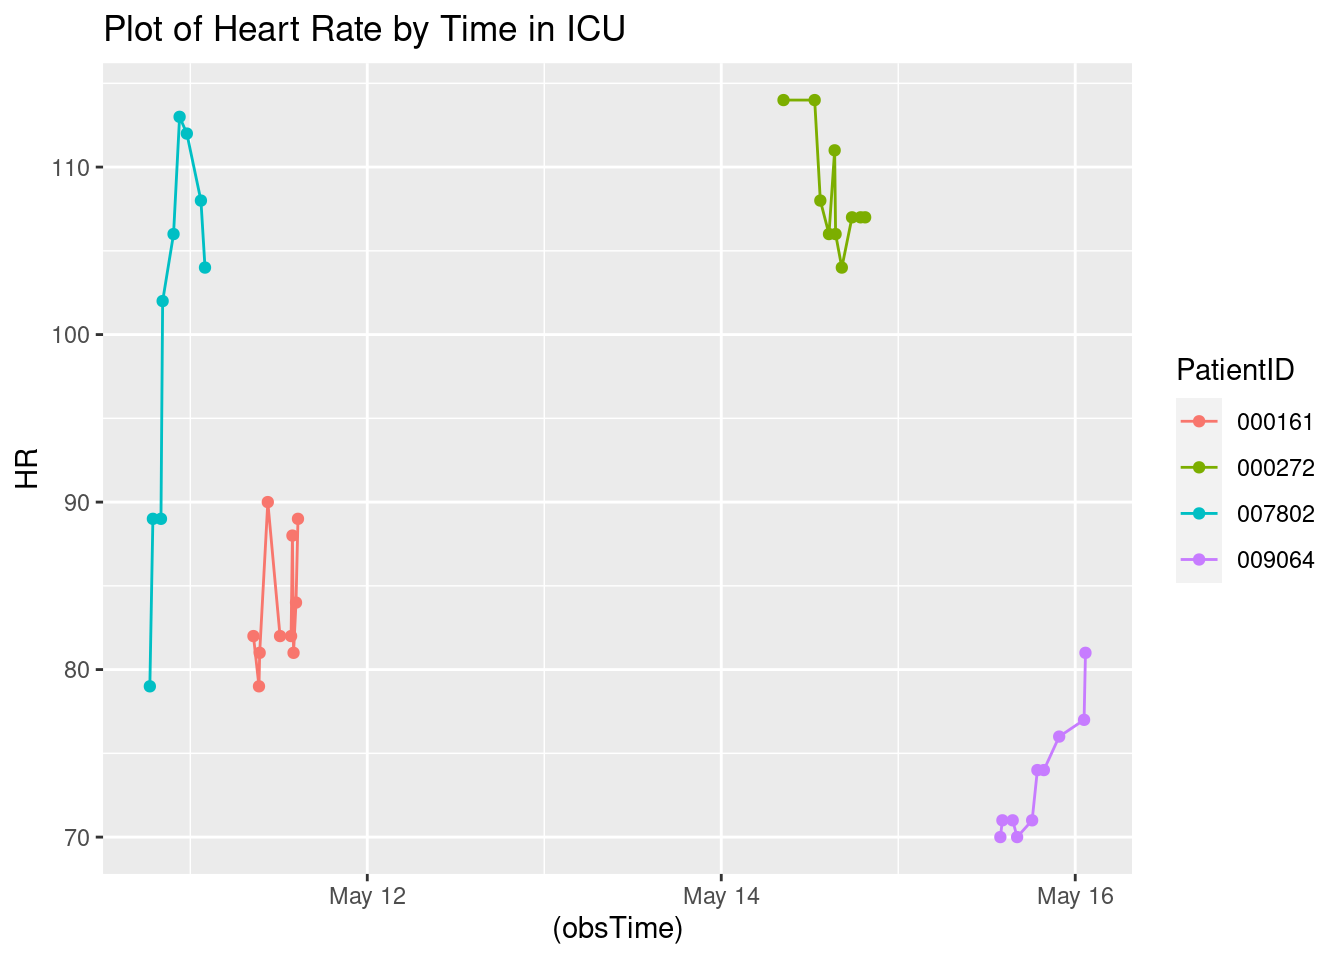 Plot of Heart Rate by Time in ICU
110
100
90
80
70
HR
May 12
May 14
May 16
(obsTime)
PatientID
000161
000272
007802
009064